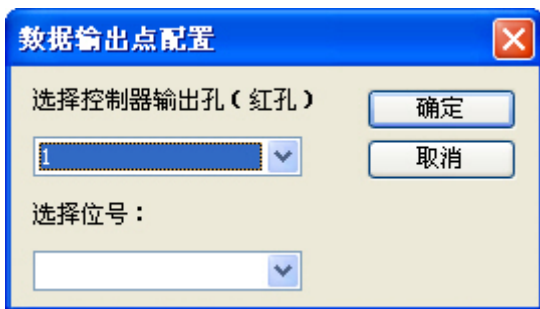 数据输出点配置
选择控制器输出孔（红孔）
确定
1
取消
选择位号：